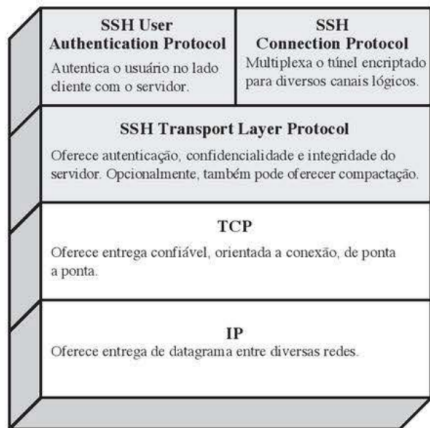 SSH User
Authentication Protocol
Autentica o usuário no lado
cliente com o servidor.
SSH
Connection Protocol
Multiplexa o túnel encriptado
para diversos canais lógicos.
SSH Transport Layer Protocol
Oferece autenticação, confidencialidade e integridade do
servidor. Opcionalmente, também pode oferecer compactação.
TCP
Oferece entrega confiável, orientada a conexão, de ponta
a ponta.
IP
Oferece entrega de datagrama entre diversas redes.